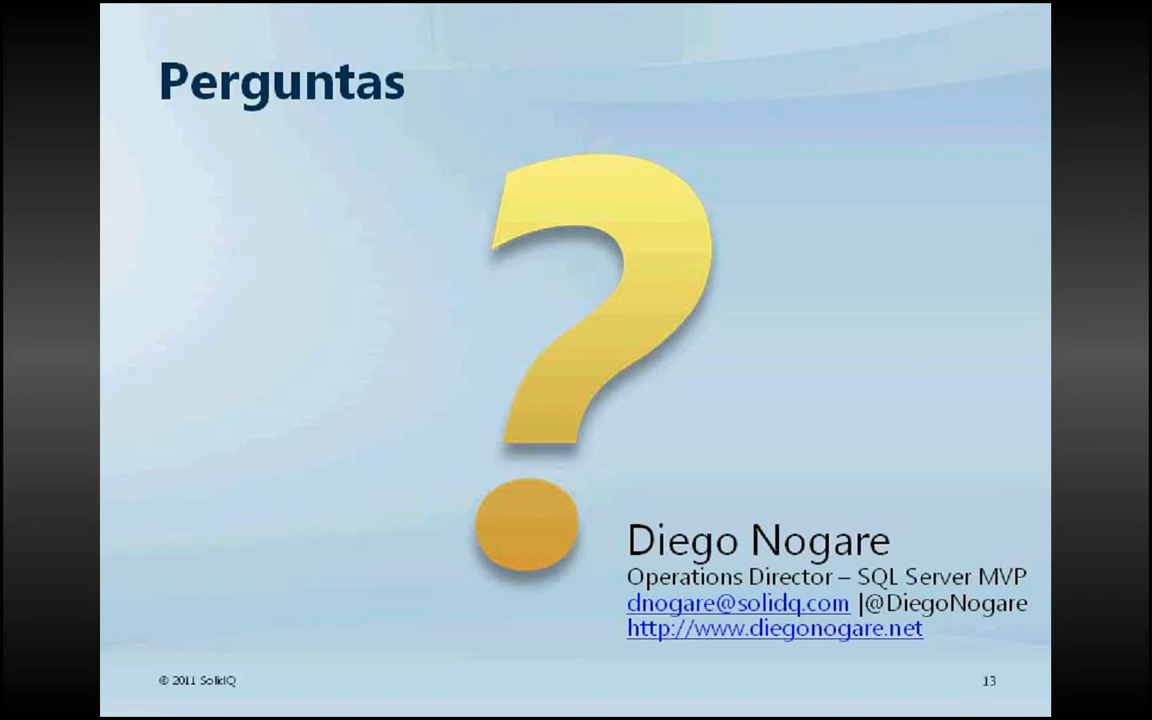 Perguntas
?
Diego Nogare
Operations Director – SQL Server MVP
dnogare@solidq.com |@DiegoNogare
http://www.diegonogare.net
© 2011 SolidQ
13